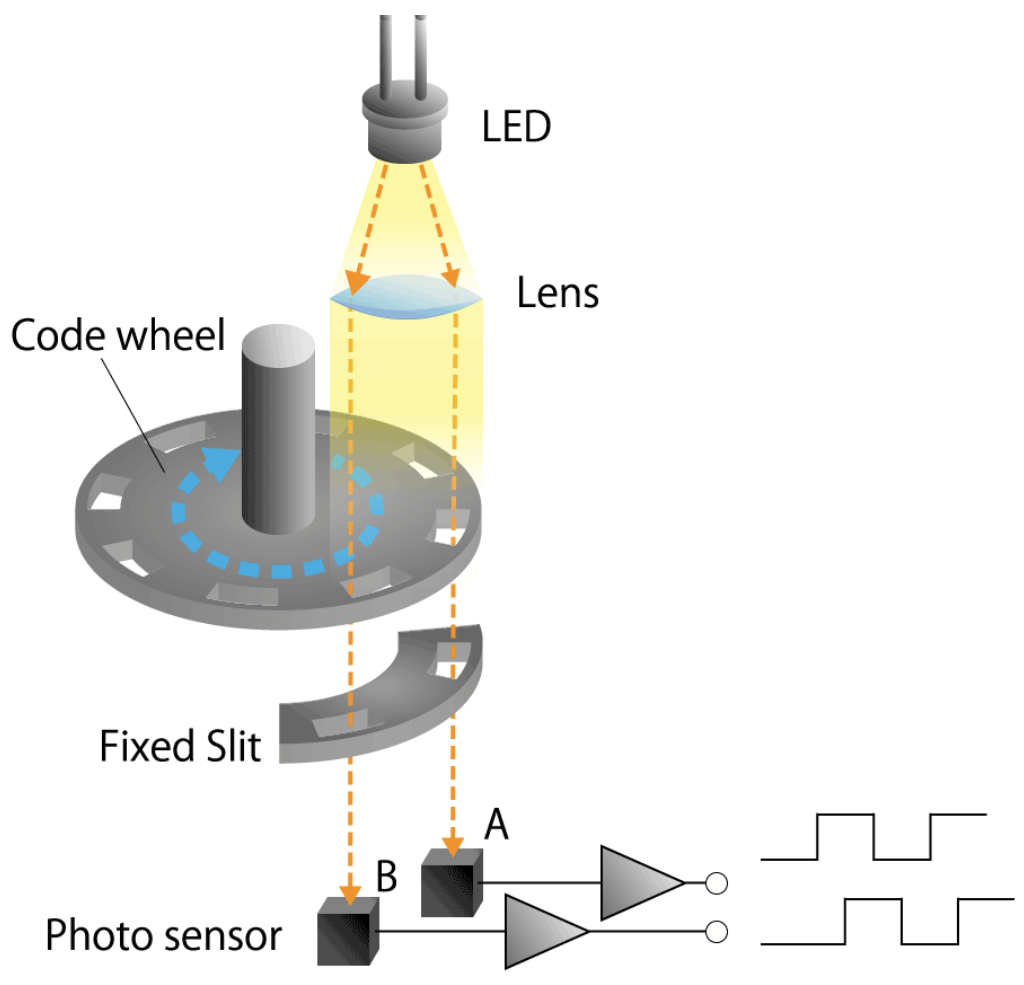 LED
Lens
Code wheel
Fixed Slit
A
B
Photo sensor